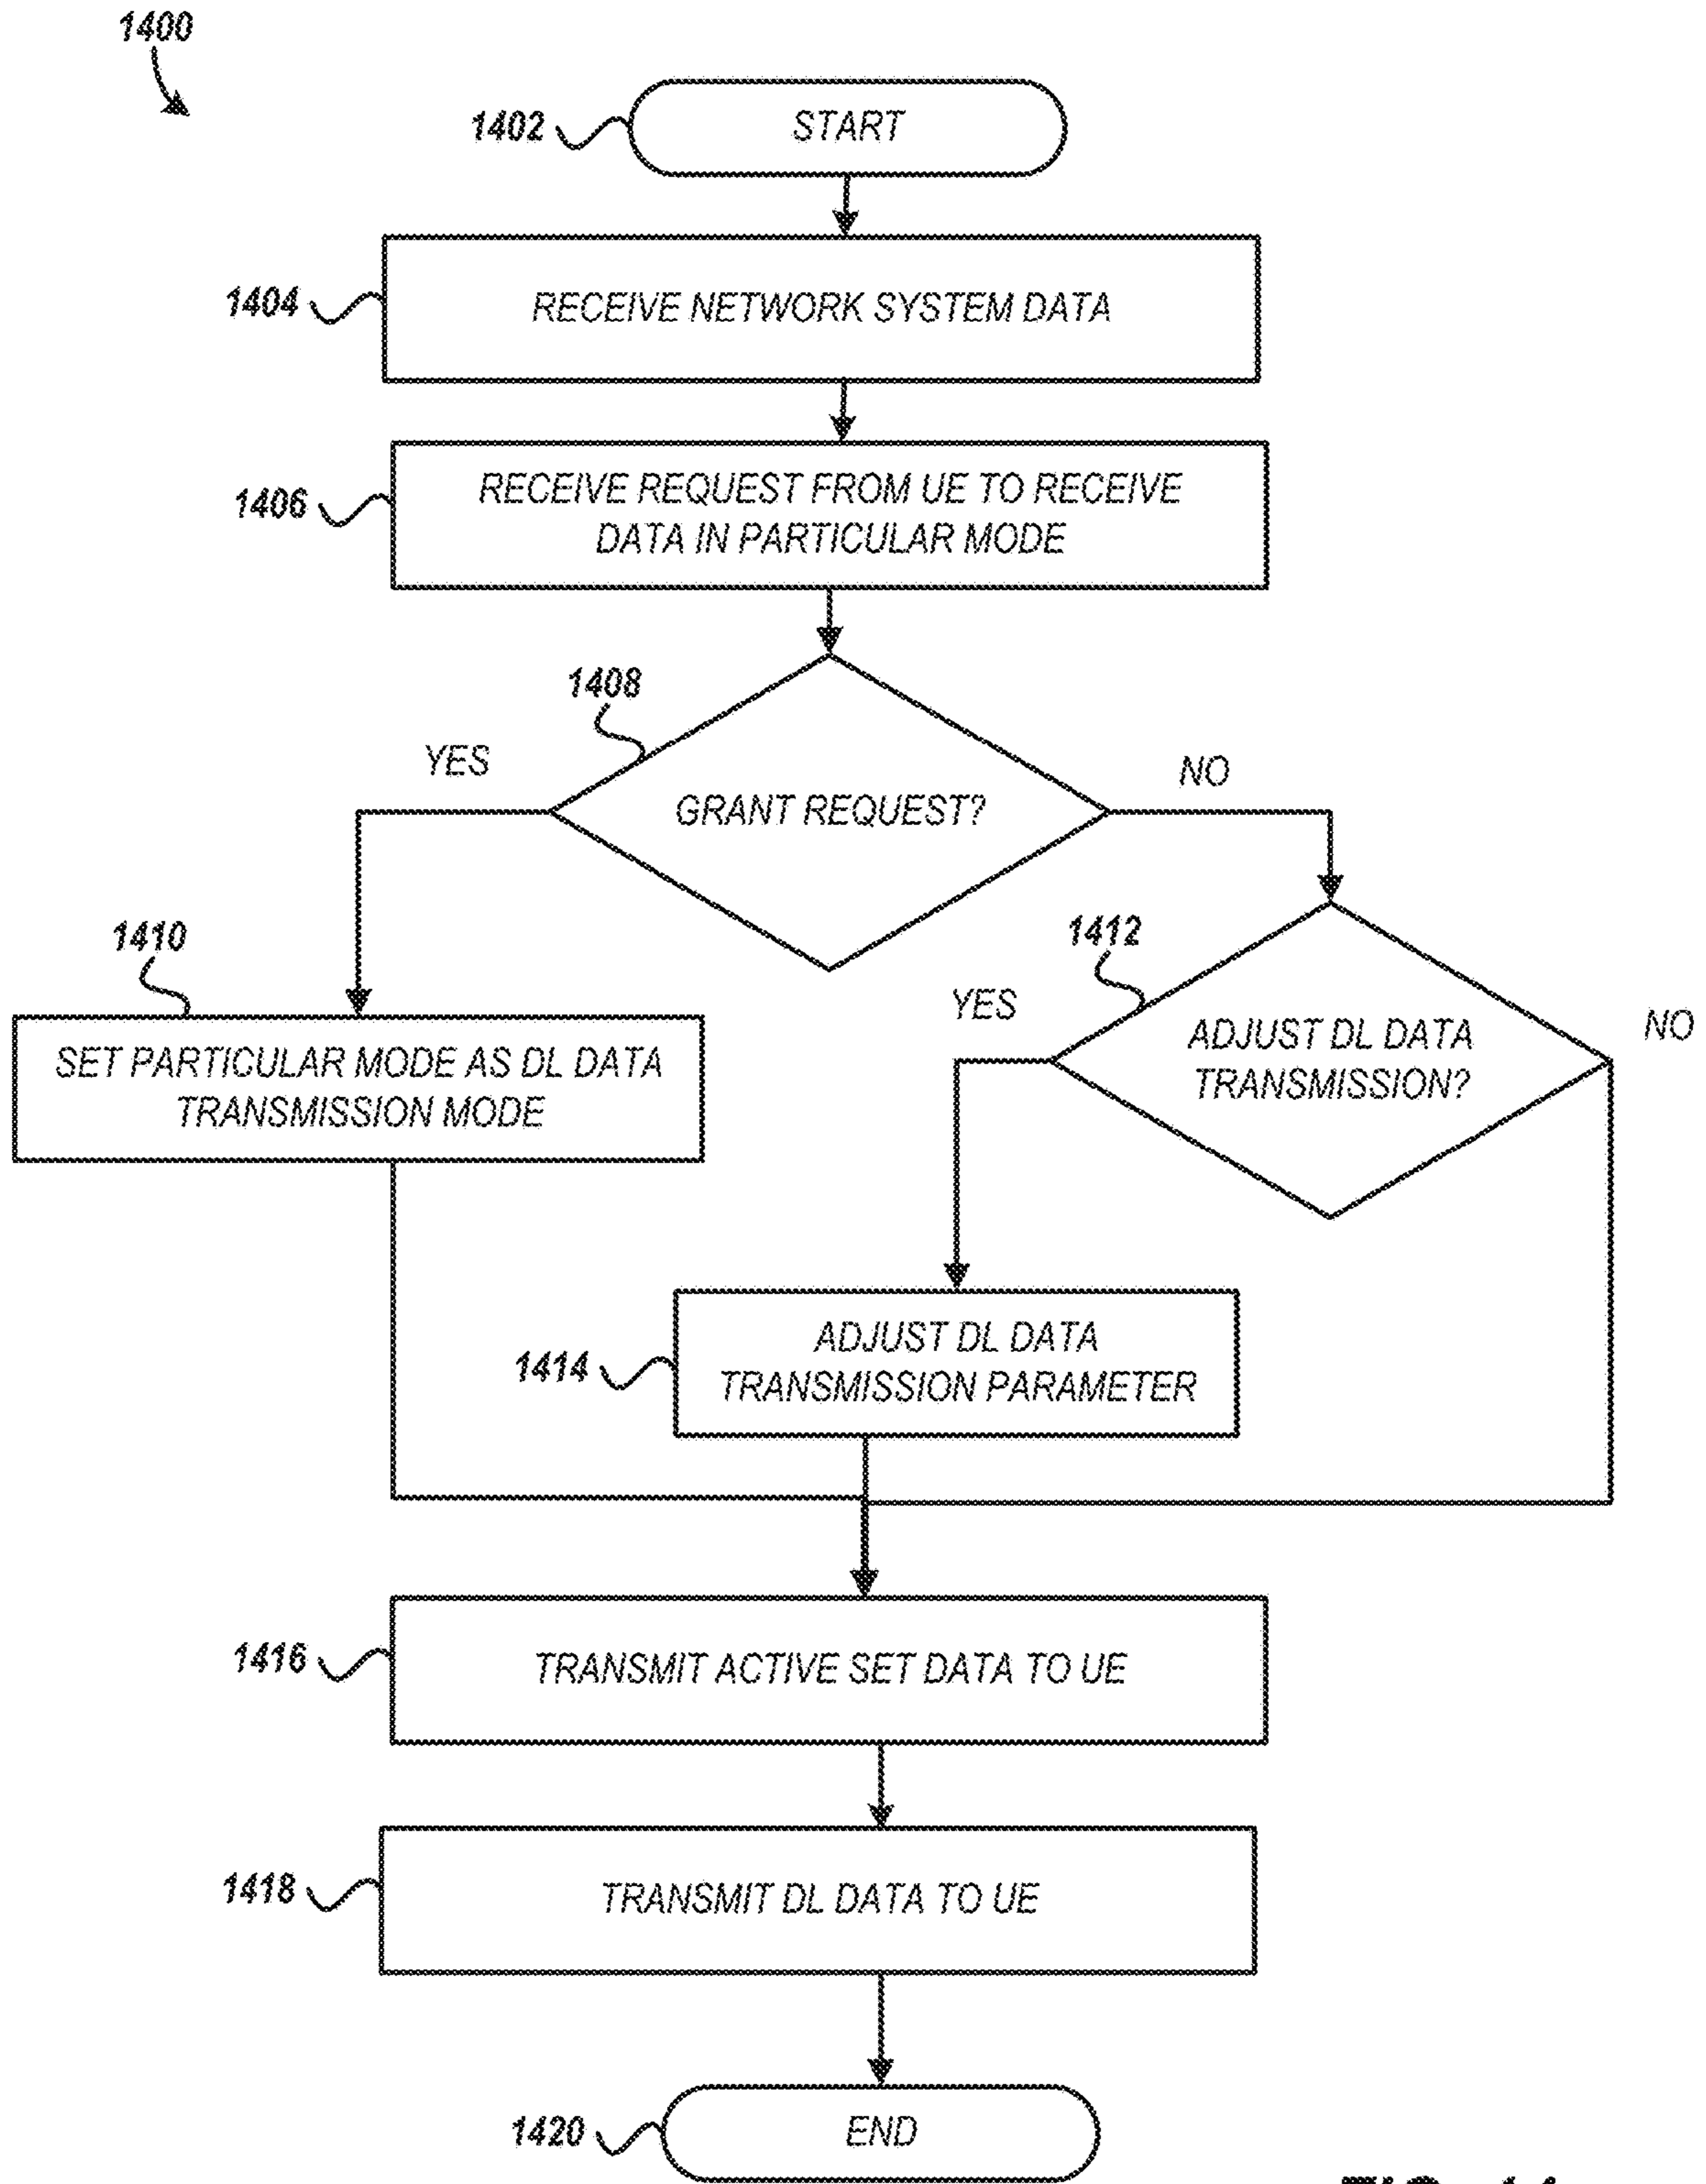 1400
1402
START
1404
RECEIVE NETWORK SYSTEM DATA
1406
RECEIVE REQUEST FROM UE TO RECEIVE
DATA IN PARTICULAR MODE
1408
YES
NO
GRANT REQUEST?
1410
1412
YES
NO
SET PARTICULAR MODE AS DL DATA
TRANSMISSION MODE
ADJUST DL DATA
TRANSMISSION?
1414
ADJUST DL DATA
TRANSMISSION PARAMETER
1416
TRANSMIT ACTIVE SET DATA TO UE
1418
TRANSMIT DL DATA TO UE
1420
END